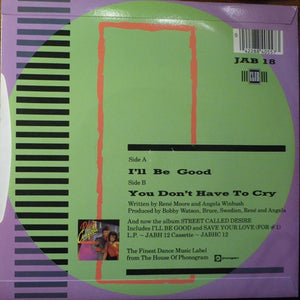 JAB 18
CLUB
Side A
I'll Be Good
Side B
You Don't Have To Cry
Written by René Moore and Angela Winbush
Produced by Bobby Watson, Bruce, Swedien, René and Angela
And now the album STREET CALLED DESIRE
Includes I'LL BE GOOD and SAVE YOUR LOVE (FOR #1)
L.P. ~ JABH 12 Cassette ~ JABHC 12
The Finest Dance Music Label
from The House Of Phonogram